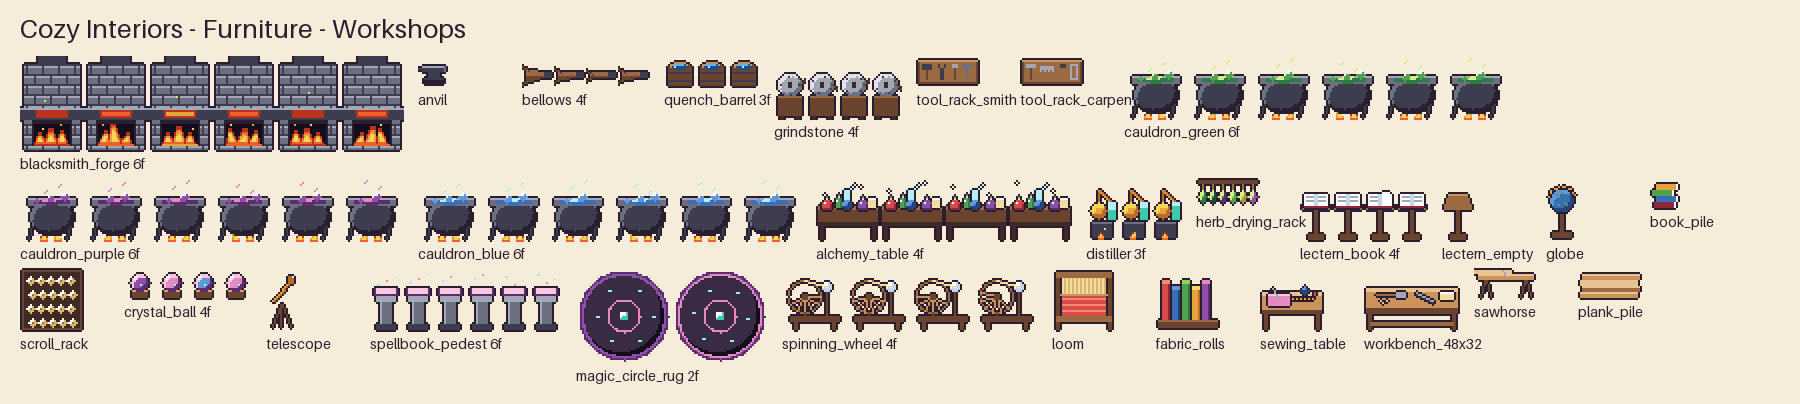 Cozy Interiors - Furniture - Workshops
anvil
bellows 4f
quench_barrel 3f
tool_rack_smith
tool_rack_carpen
grindstone 4f
cauldron_green 6f
blacksmith_forge 6f
cauldron_purple 6f
cauldron_blue 6f
alchemy_table 4f
distiller 3f
herb_drying_rack
lectern_book 4f
lectern_empty
globe
book_pile
scroll_rack
crystal_ball 4f
telescope
spellbook_pedest 6f
magic_circle_rug 2f
spinning_wheel 4f
loom
fabric_rolls
sewing_table
workbench_48x32
sawhorse
plank_pile